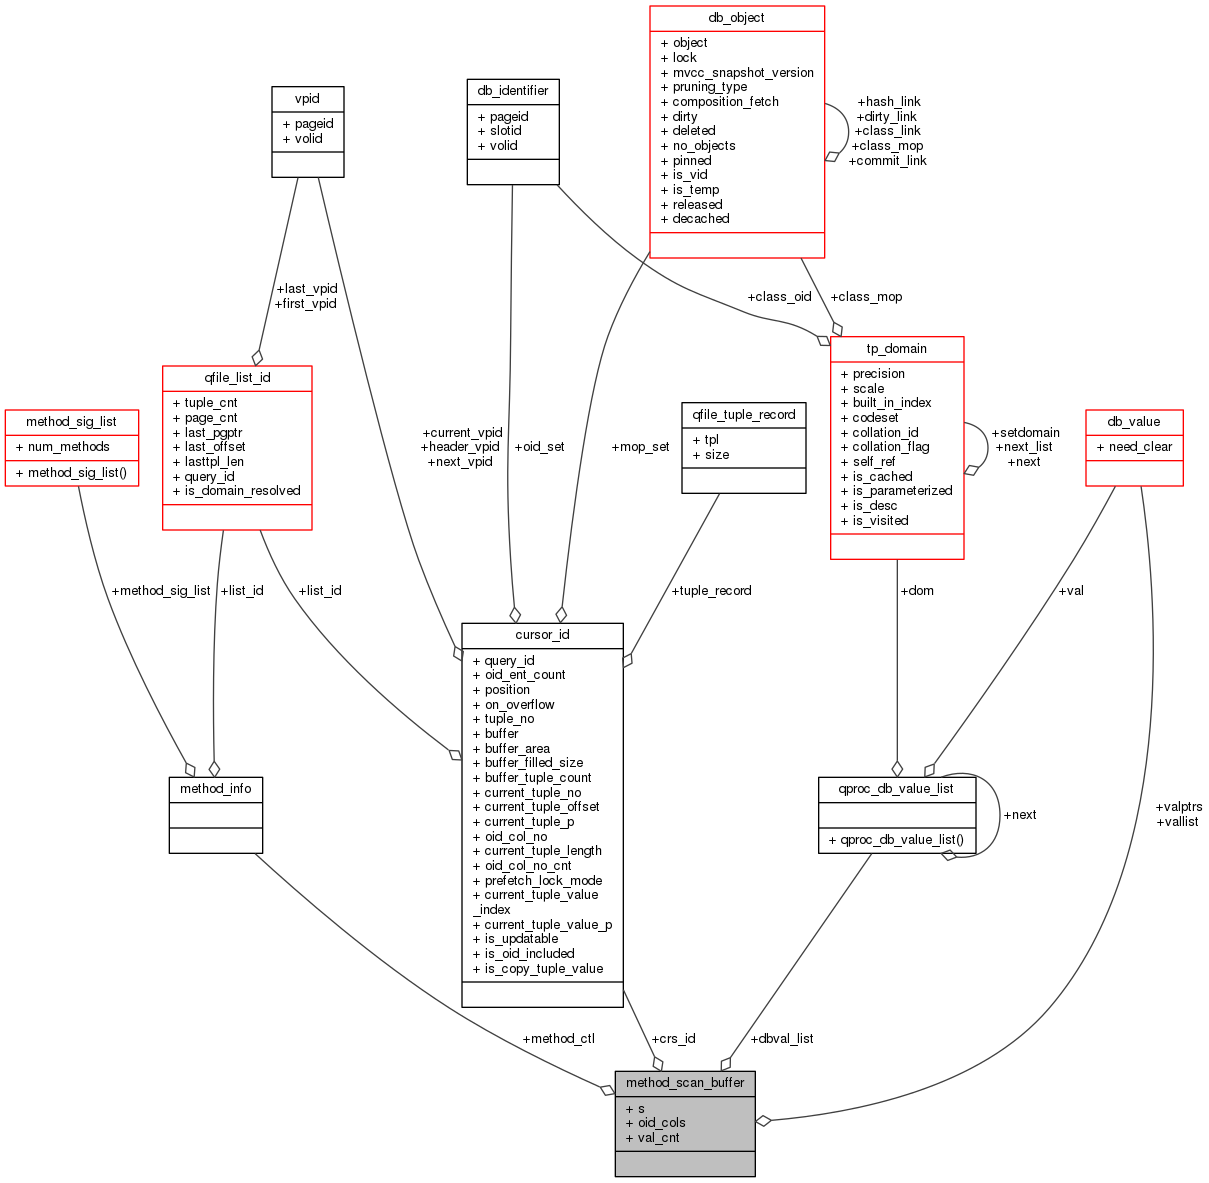 db_object
+ object
+ lock
+ mvcc_snapshot_version
+ pruning_type
+ composition_fetch
+ dirty
+ deleted
+ no_objects
+ pinned
+ is_vid
+ is_temp
+ released
+ decached
+hash_link
+dirty_link
+class_link
+class_mop
+commit_link
db_identifier
+ pageid
+ slotid
+ volid
vpid
+ pageid
+ volid
+last_vpid
+first_vpid
+class_oid
+class_mop
tp_domain
+ precision
+ scale
+ built_in_index
+ codeset
+ collation_id
+ collation_flag
+ self_ref
+ is_cached
+ is_parameterized
+ is_desc
+ is_visited
+setdomain
+next_list
+next
qfile_list_id
+ tuple_cnt
+ page_cnt
+ last_pgptr
+ last_offset
+ lasttpl_len
+ query_id
+ is_domain_resolved
method_sig_list
+ num_methods
+ method_sig_list()
qfile_tuple_record
+ tpl
+ size
db_value
+ need_clear
+current_vpid
+header_vpid
+next_vpid
+oid_set
+mop_set
+method_sig_list
+list_id
+list_id
+tuple_record
+dom
+val
cursor_id
+ query_id
+ oid_ent_count
+ position
+ on_overflow
+ tuple_no
+ buffer
+ buffer_area
+ buffer_filled_size
+ buffer_tuple_count
+ current_tuple_no
+ current_tuple_offset
+ current_tuple_p
+ oid_col_no
+ current_tuple_length
+ oid_col_no_cnt
+ prefetch_lock_mode
+ current_tuple_value
_index
+ current_tuple_value_p
+ is_updatable
+ is_oid_included
+ is_copy_tuple_value
method_info
qproc_db_value_list
+ qproc_db_value_list()
+next
+valptrs
+vallist
+method_ctl
+crs_id
+dbval_list
method_scan_buffer
+ s
+ oid_cols
+ val_cnt